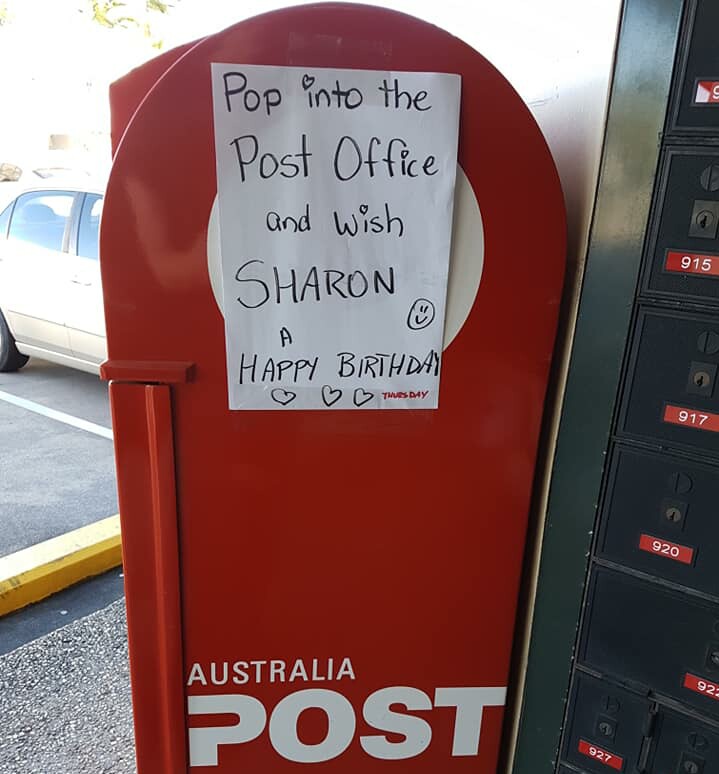 Pop into the
Post Office
and wish
SHARON
A
HAPPY BIRTHDAY
THURSDAY
AUSTRALIA
POST
915
917
920
927